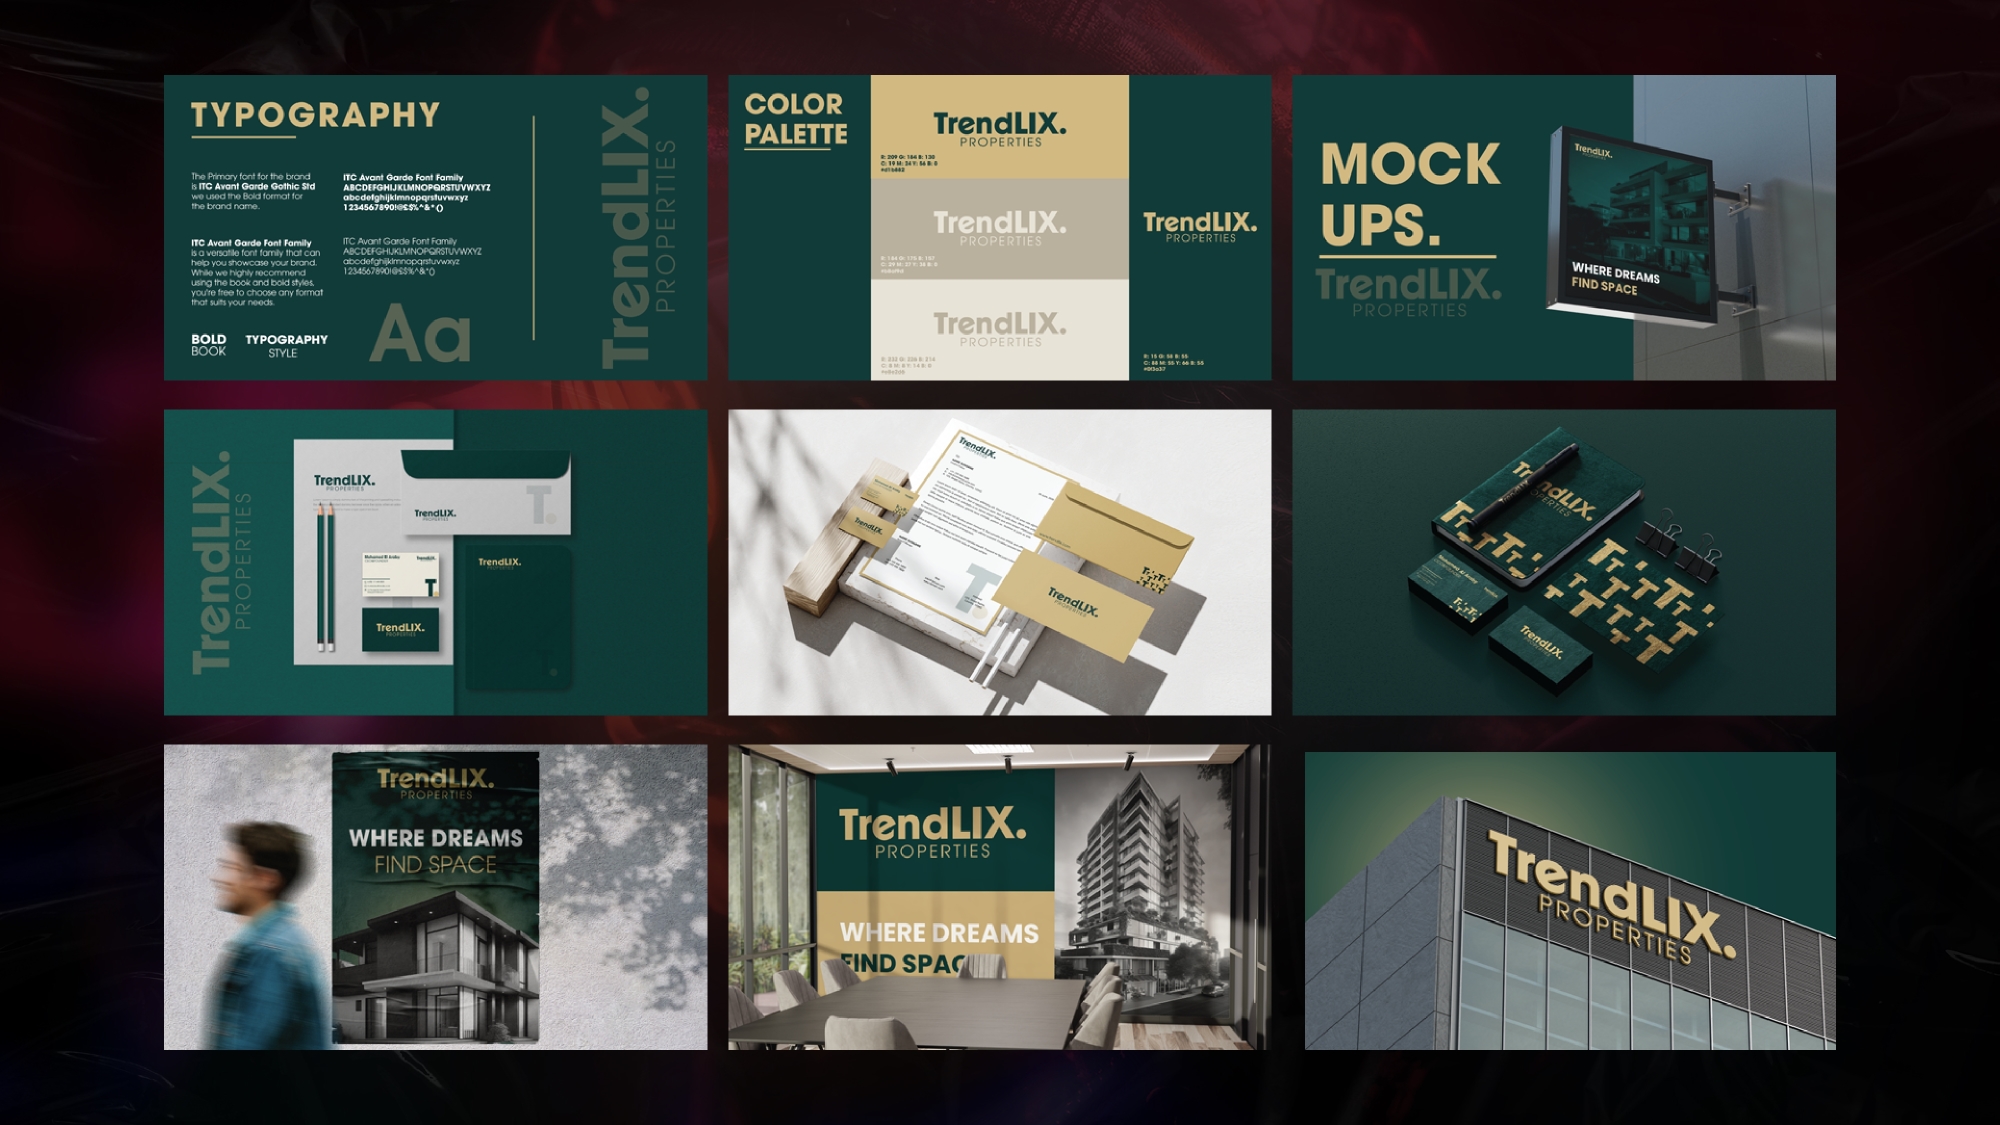 TYPOGRAPHY
The Primary font for the brand
is ITC Avant Garde Gothic Std
we used the Bold format for
the brand name.
ITC Avant Garde Font Family
is a versatile font family that can
help you showcase your brand.
While we highly recommend
using the book and bold styles,
you're free to choose any format
that suits your needs.
BOLD
BOOK
TYPOGRAPHY
STYLE
ITC Avant Garde Font Family
ABCDEFGHIJKLMNOPQRSTUVWXYZ
abcdefghijklmnopqrstuvwxyz
1234567890!@£$%^&*()
ITC Avant Garde Font Family
ABCDEFGHIJKLMNOPQRSTUVWXYZ
abcdefghijklmnopqrstuvwxyz
1234567890!@£$%^&*()
Aa
TrendLIX.
PROPERTIES
COLOR
PALETTE
TrendLIX.
PROPERTIES
TrendLIX.
PROPERTIES
TrendLIX.
PROPERTIES
TrendLIX.
PROPERTIES
MOCK
UPS.
TrendLIX.
PROPERTIES
TrendLIX.
WHERE DREAMS
FIND SPACE
TrendLIX.
PROPERTIES
TrendLIX.
PROPERTIES
TrendLIX.
T.
TrendLIX.
TrendLIX.
PROPERTIES
TrendLIX.
TrendLIX.
TrendLIX.
TrendLIX.
TrendLIX.
TrendLIX.
PROPERTIES
WHERE DREAMS
FIND SPACE
TrendLIX.
PROPERTIES
WHERE DREAMS
FIND SPAC
TrendLIX.
PROPERTIES